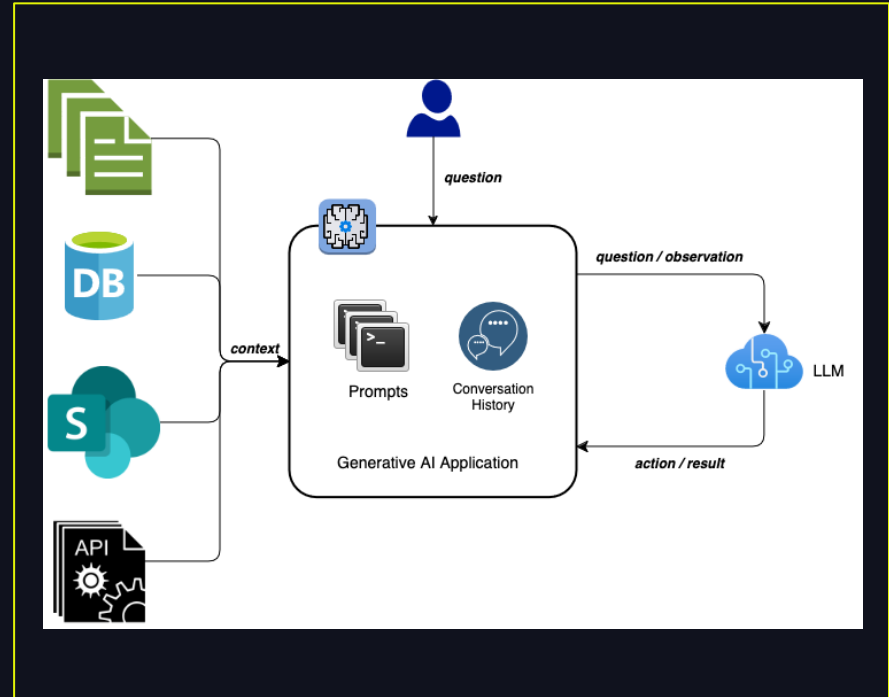 question
question / observation
DB
>_
context
Prompts
Conversation
History
LLM
S
Generative AI Application
action / result
API